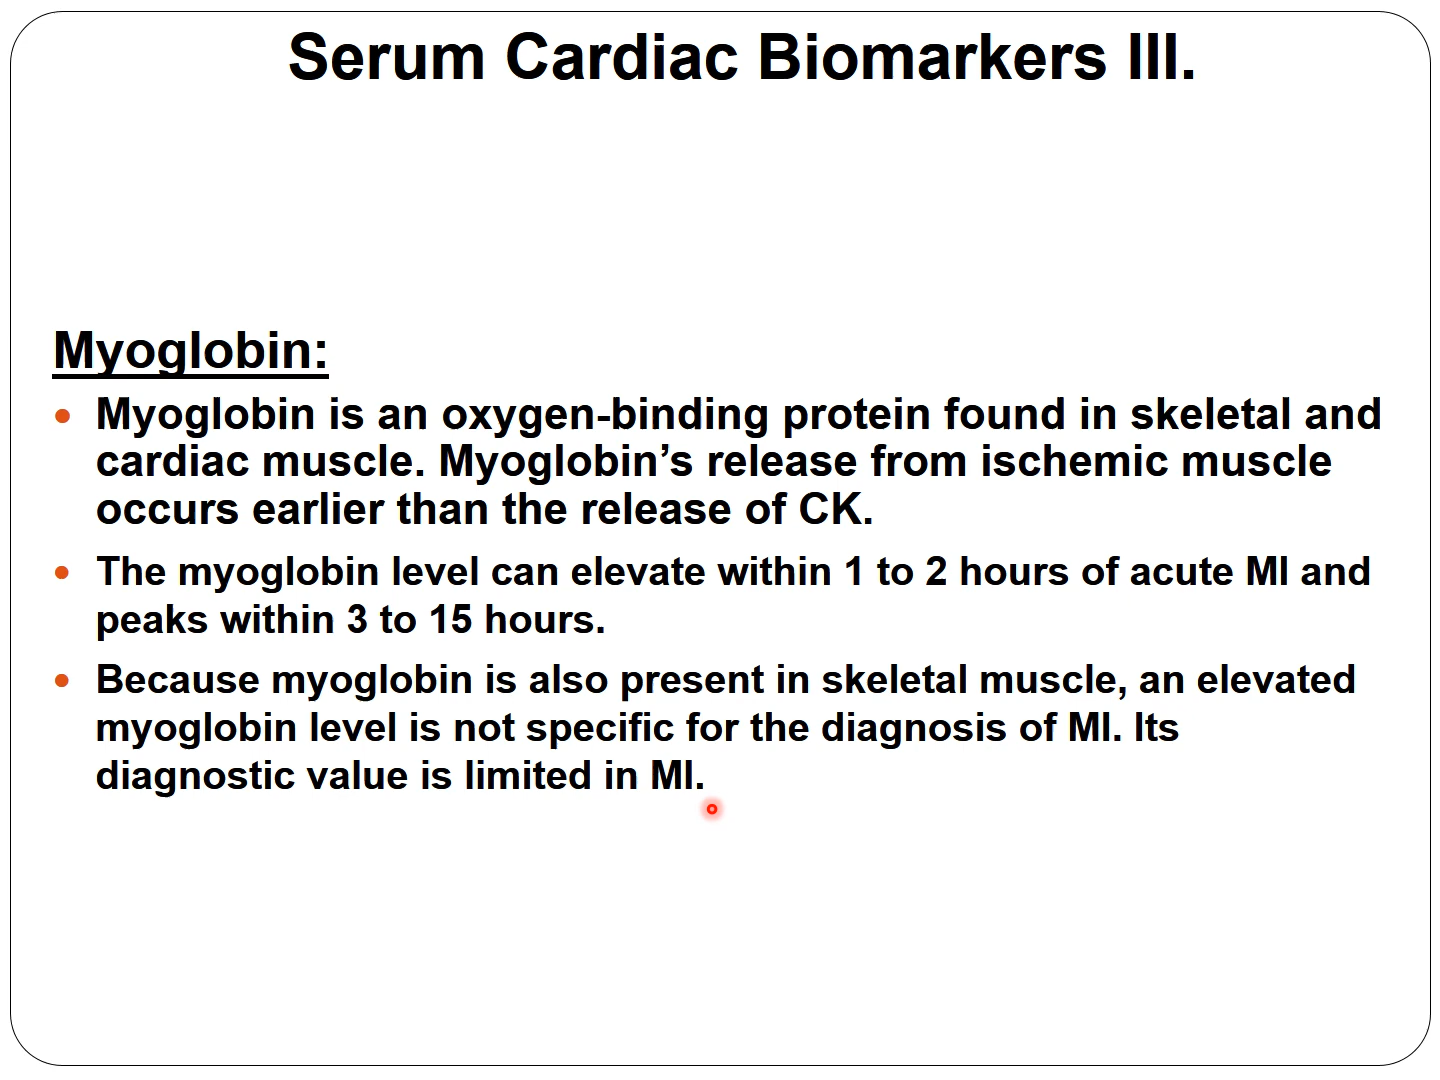 Serum Cardiac Biomarkers III.
Myoglobin:
• Myoglobin is an oxygen-binding protein found in skeletal and
cardiac muscle. Myoglobin’s release from ischemic muscle
occurs earlier than the release of CK.
• The myoglobin level can elevate within 1 to 2 hours of acute MI and
peaks within 3 to 15 hours.
• Because myoglobin is also present in skeletal muscle, an elevated
myoglobin level is not specific for the diagnosis of MI. Its
diagnostic value is limited in MI.